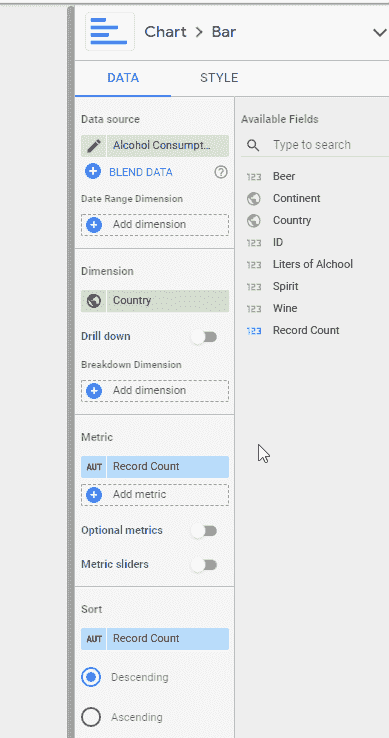 Chart > Bar
DATA
STYLE
Data source
Alcohol Consumpt...
BLEND DATA
Date Range Dimension
Add dimension
Dimension
Country
Drill down
Breakdown Dimension
Add dimension
Metric
AUT Record Count
Add metric
Optional metrics
Metric sliders
Sort
AUT Record Count
Descending
Ascending
Available Fields
Type to search
123 Beer
Continent
Country
123 ID
123 Liters of Alchool
123 Spirit
123 Wine
123 Record Count